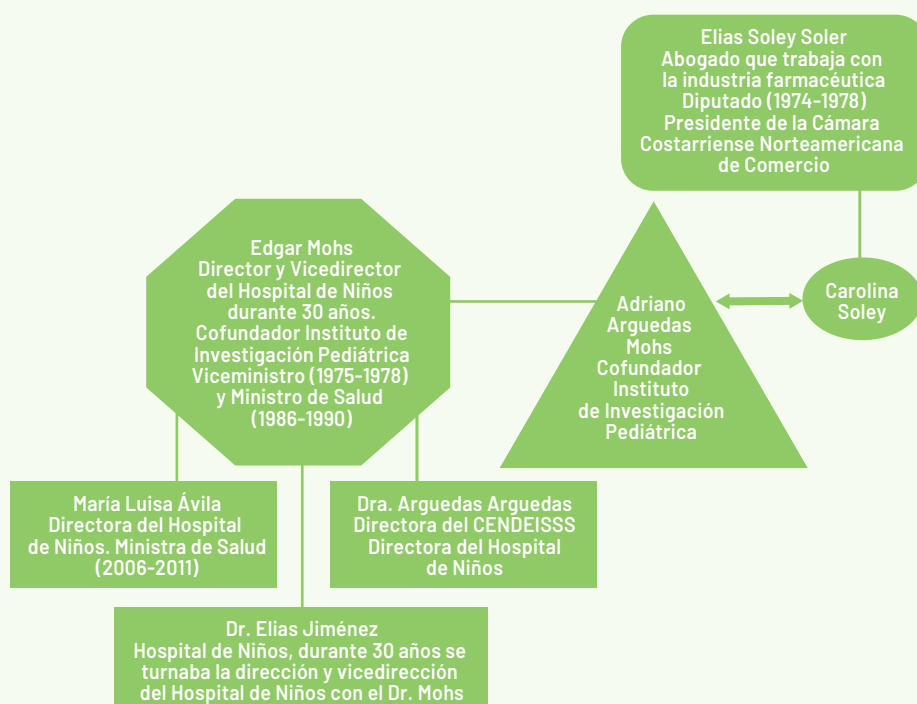 Elias Soley Soler
Abogado que trabaja con
la industria farmacéutica
Diputado (1974-1978)
Presidente de la Cámara
Costarriense Norteamericana
de Comercio
Edgar Mohs
Director y Vicedirector
del Hospital de Niños
durante 30 años.
Cofundador Instituto de
Investigación Pediátrica
Viceministro (1975-1978)
y Ministro de Salud
(1986-1990)
Adriano
Arguedas
Mohs
Cofundador
Instituto
de Investigación
Pediátrica
Carolina
Soley
María Luisa Ávila
Directora del Hospital
de Niños. Ministra de Salud
(2006-2011)
Dra. Arguedas Arguedas
Directora del CENDEISSS
Directora del Hospital
de Niños
Dr. Elias Jiménez
Hospital de Niños, durante 30 años se
turnaba la dirección y vicedirección
del Hospital de Niños con el Dr. Mohs